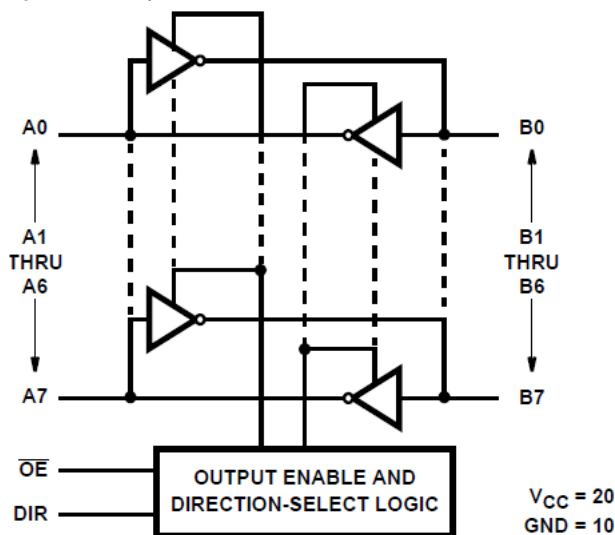 A0
B0
A1
THRU
A6
B1
THRU
B6
A7
B7
OE
DIR
OUTPUT ENABLE AND
DIRECTION-SELECT LOGIC
VCC = 20
GND = 10